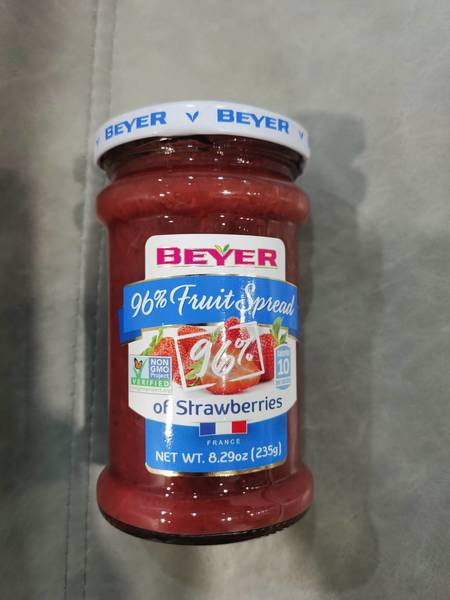 BEYER BEYER
BEYER
96% Fruit Spread
96%
NON
GMO
Project
VERIFIED
10
of Strawberries
FRANCE
NET WT. 8.29oz (235g)